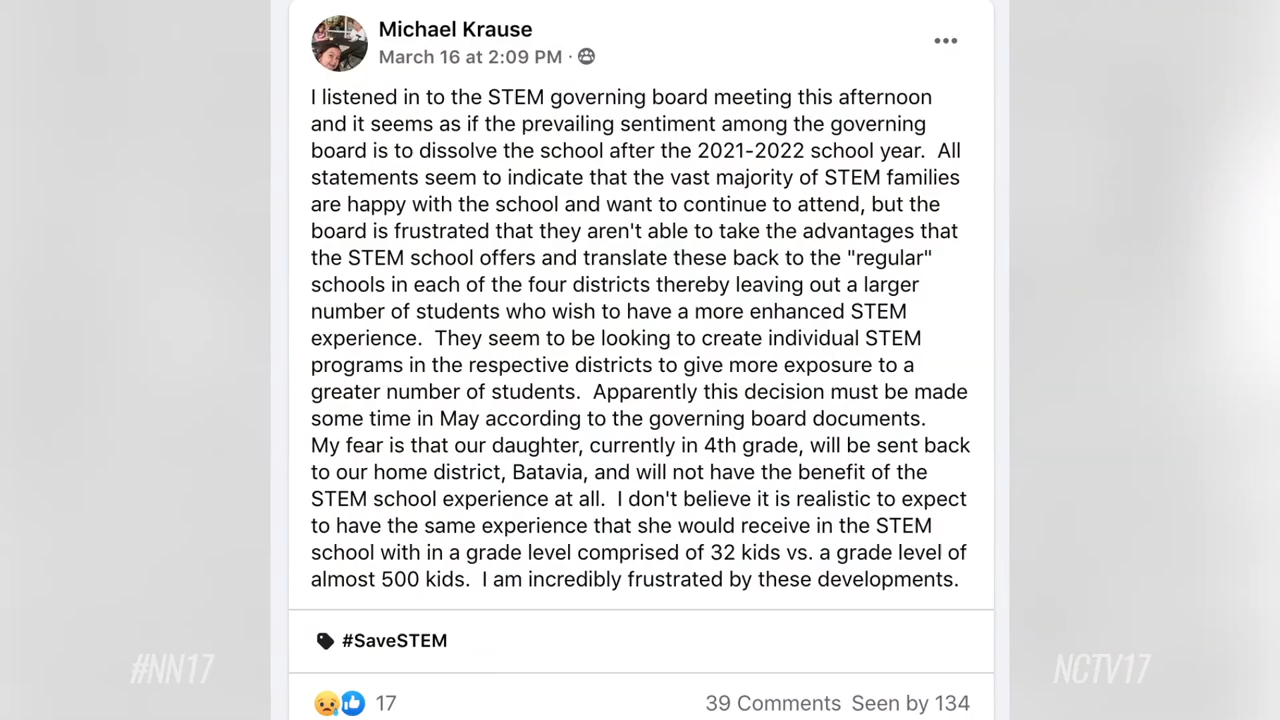 Michael Krause
March 16 at 2:09 PM ·
I listened in to the STEM governing board meeting this afternoon
and it seems as if the prevailing sentiment among the governing
board is to dissolve the school after the 2021-2022 school year.  All
statements seem to indicate that the vast majority of STEM families
are happy with the school and want to continue to attend, but the
board is frustrated that they aren't able to take the advantages that
the STEM school offers and translate these back to the "regular"
schools in each of the four districts thereby leaving out a larger
number of students who wish to have a more enhanced STEM
experience.  They seem to be looking to create individual STEM
programs in the respective districts to give more exposure to a
greater number of students.  Apparently this decision must be made
some time in May according to the governing board documents.
My fear is that our daughter, currently in 4th grade, will be sent back
to our home district, Batavia, and will not have the benefit of the
STEM school experience at all.  I don't believe it is realistic to expect
to have the same experience that she would receive in the STEM
school with in a grade level comprised of 32 kids vs. a grade level of
almost 500 kids.  I am incredibly frustrated by these developments.
#SaveSTEM
17
39 Comments Seen by 134
#NN17
NCTV17